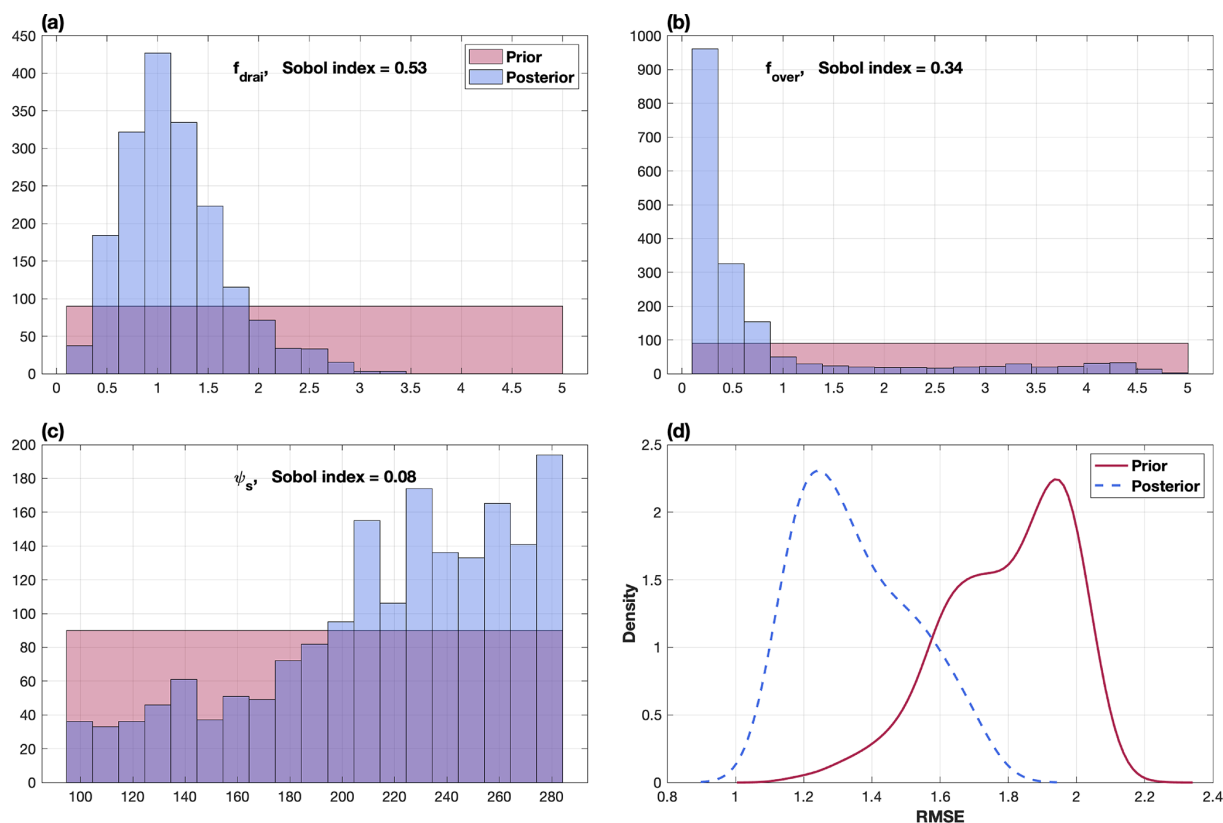 (a)
450
400
350
300
250
200
150
100
50
0
f_drai, Sobol index = 0.53
Prior
Posterior
0 0.5 1 1.5 2 2.5 3 3.5 4 4.5 5
(b)
1000
900
800
700
600
500
400
300
200
100
0
f_over, Sobol index = 0.34
0 0.5 1 1.5 2 2.5 3 3.5 4 4.5 5
(c)
200
180
160
140
120
100
80
60
40
20
0
ψ_s, Sobol index = 0.08
100 120 140 160 180 200 220 240 260 280
(d)
2.5
2
1.5
1
0.5
0
Density
Prior
Posterior
0.8 1 1.2 1.4 1.6 1.8 2 2.2 2.4
RMSE